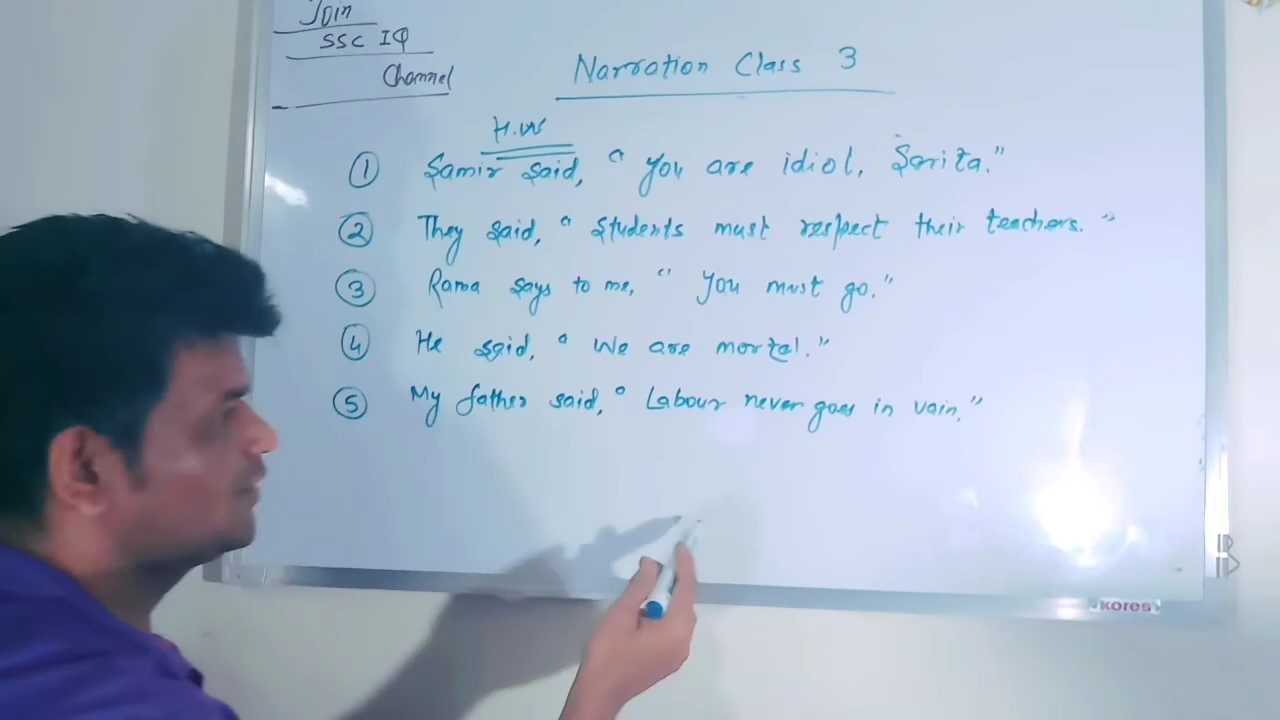 Join
SSC IQ
Channel
Narration Class 3
H.W
① Samir said, "You are idiol, Sarita."
② They said, "Students must respect their teachers."
③ Rama says to me, "You must go."
④ He said, "We are mortal."
⑤ My father said, "Labour never goes in vain."
kores